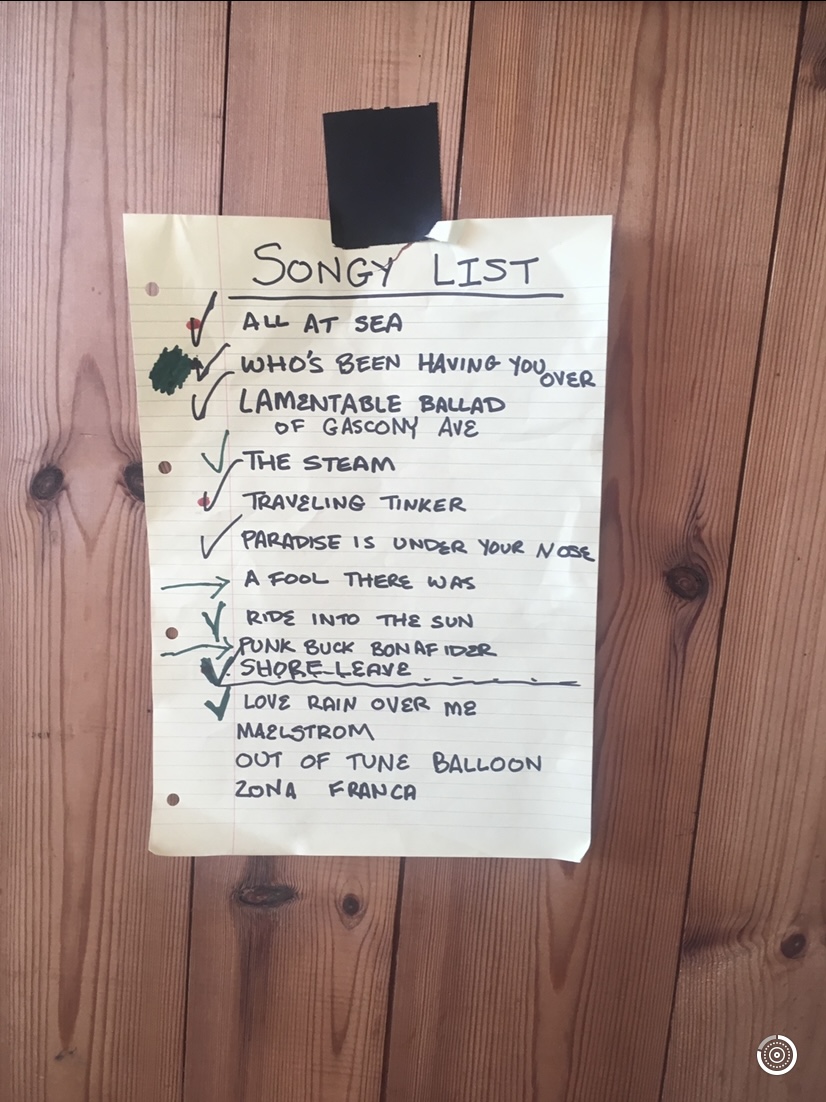 SONGY LIST
ALL AT SEA
WHO'S BEEN HAVING YOU OVER
LAMENTABLE BALLAD
OF GASCONY AVE
THE STEAM
TRAVELING TINKER
PARADISE IS UNDER YOUR NOSE
A FOOL THERE WAS
RIDE INTO THE SUN
PUNK BUCK BONAFIDER
SHORE LEAVE
LOVE RAIN OVER ME
MAELSTROM
OUT OF TUNE BALLOON
ZONA FRANCA